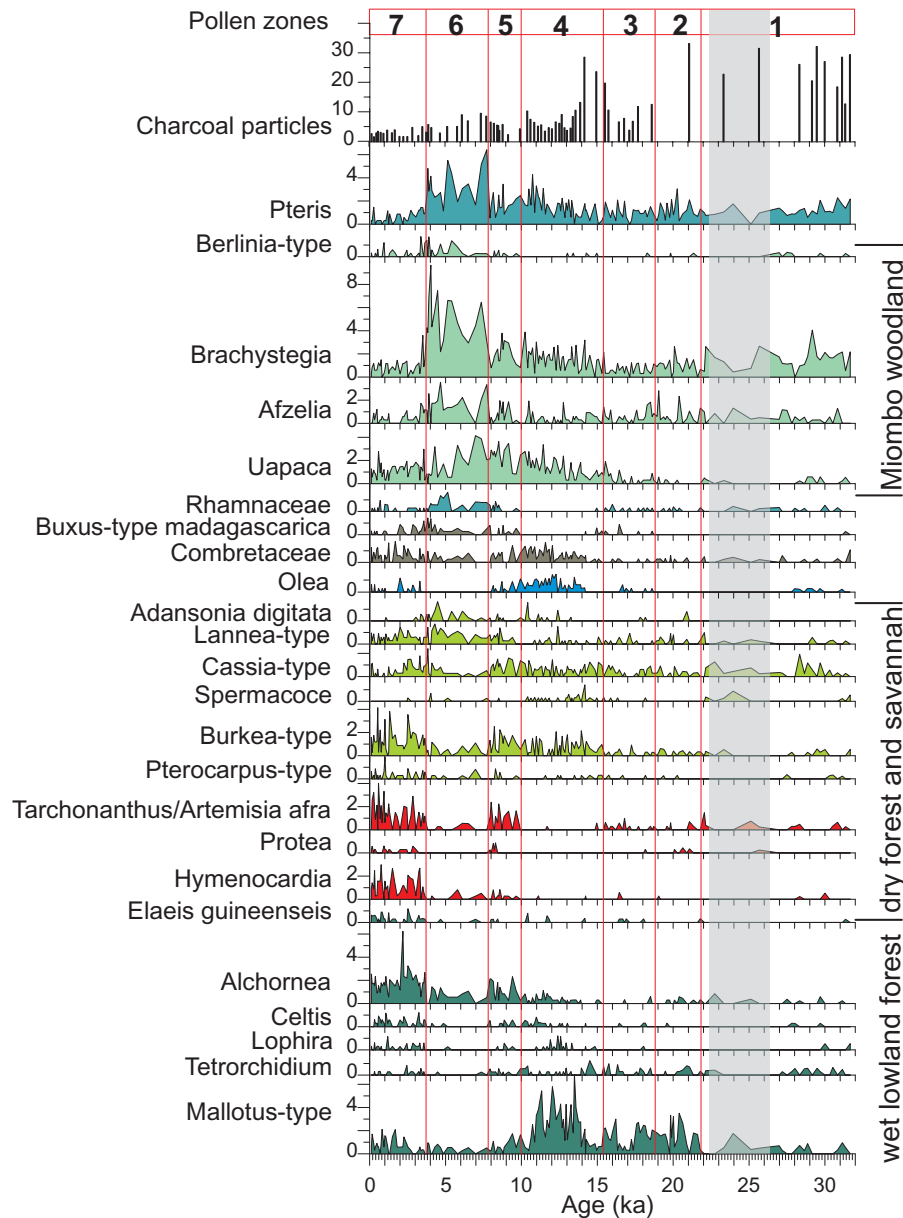 Pollen zones 7 6 5 4 3 2 1
30
20
10
Charcoal particles 0
4
Pteris
0
Berlinia-type 0
8
4
Brachystegia
0
2
Afzelia
0
2
Uapaca
0
Rhamnaceae 0
Buxus-type madagascarica 0
Combretaceae 0
Olea 0
Adansonia digitata 0
Lannea-type 0
Cassia-type 0
Spermacoce 0
2
Burkea-type
0
Pterocarpus-type 0
Tarchonanthus/Artemisia afra 2
0
Protea 0
Hymenocardia 2
0
Elaeis guineenseis 0
4
Alchornea
0
Celtis 0
Lophira 0
Tetrorchidium 0
Mallotus-type 4
0
0 5 10 15 20 25 30
Age (ka)
Miombo woodland
dry forest and savannah
wet lowland forest